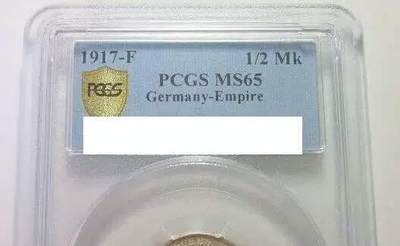 1917-F 1/2 Mk
PCGS PCGS MS65
Germany-Empire